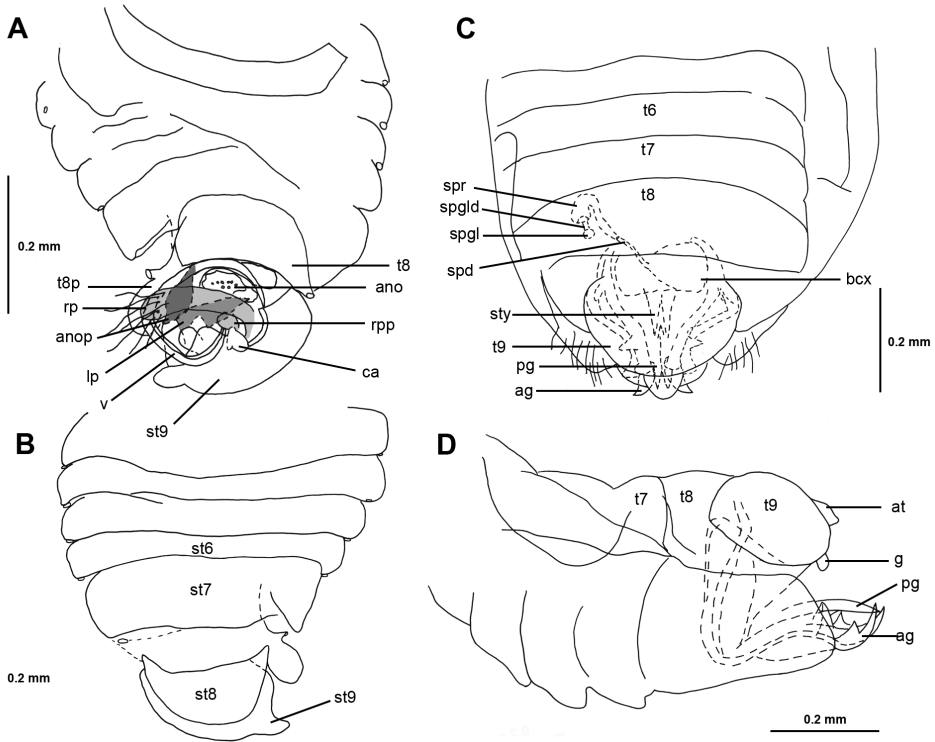 A
0.2 mm
t8p
rp
anop
lp
v
st9
t8
ano
rpp
ca
B
st6
st7
st8
st9
0.2 mm
C
t6
t7
t8
spr
spgld
spgl
spd
sty
t9
pg
ag
bcx
0.2 mm
D
t7
t8
t9
at
g
pg
ag
0.2 mm